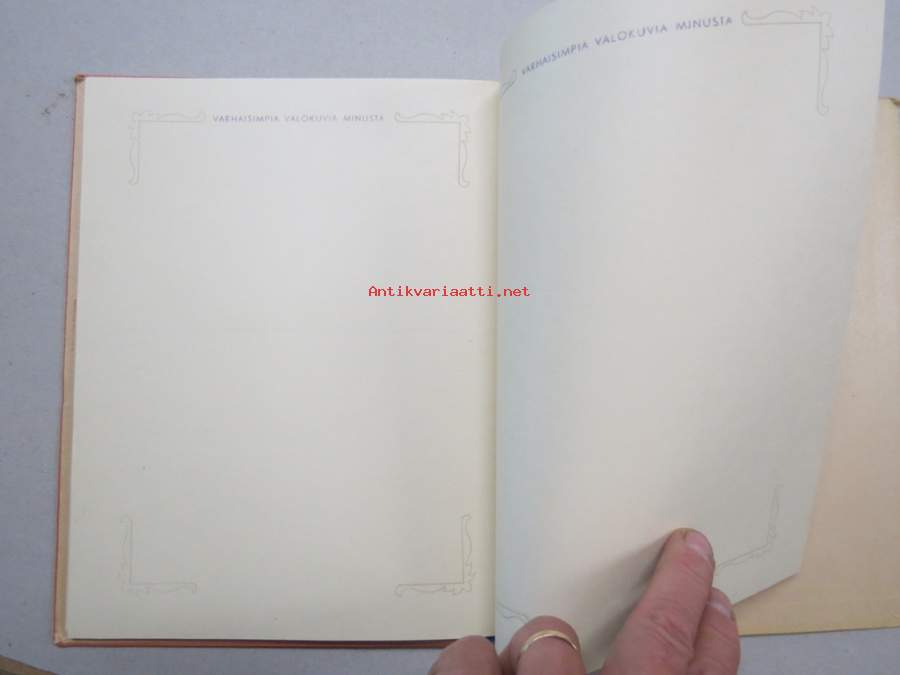 VARHAISIMPIA VALOKUVIA MINUSTA
VARHAISIMPIA VALOKUVIA MINUSTA
Antikvariaatti.net